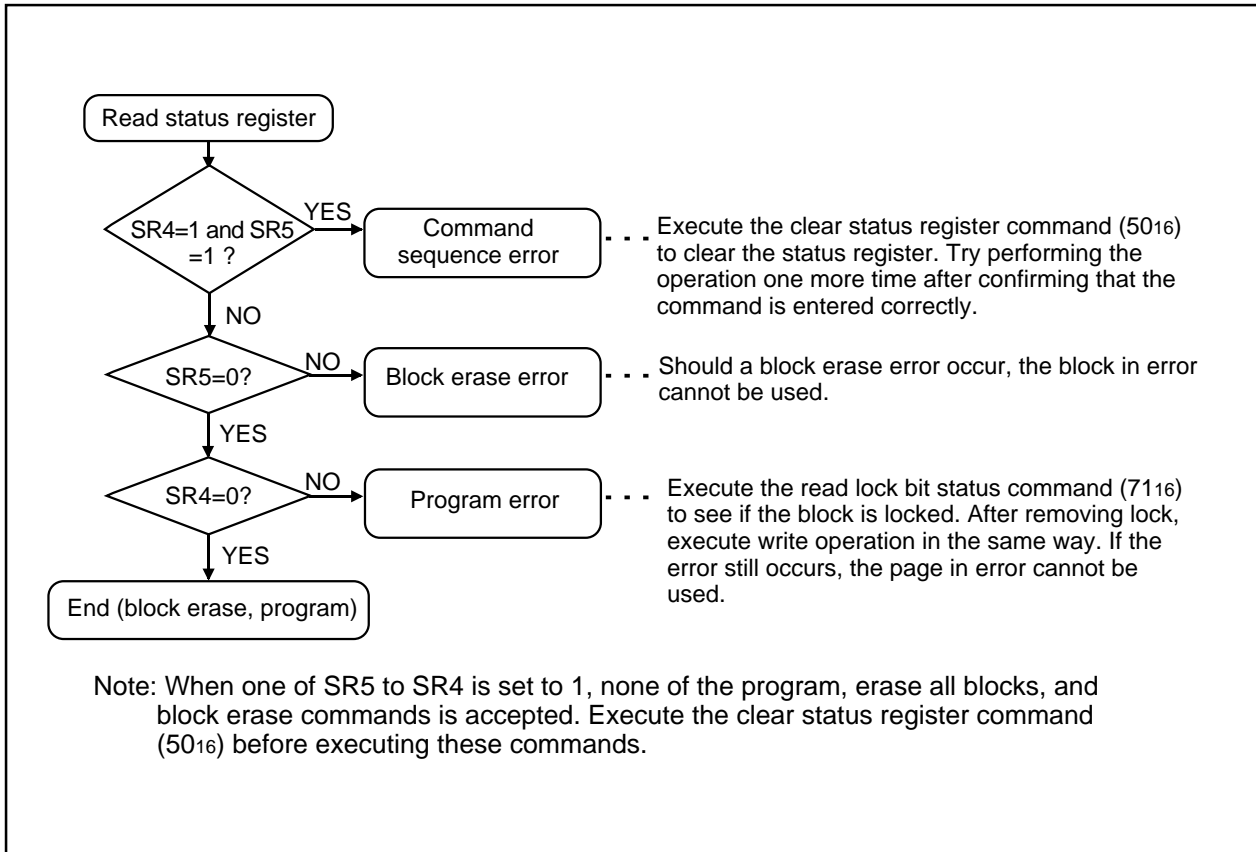 Read status register
SR4=1 and SR5
=1 ?
YES
Command
sequence error
Execute the clear status register command (5016)
to clear the status register. Try performing the
operation one more time after confirming that the
command is entered correctly.
NO
SR5=0?
NO
Block erase error
Should a block erase error occur, the block in error
cannot be used.
YES
SR4=0?
NO
Program error
Execute the read lock bit status command (7116)
to see if the block is locked. After removing lock,
execute write operation in the same way. If the
error still occurs, the page in error cannot be
used.
YES
End (block erase, program)
Note: When one of SR5 to SR4 is set to 1, none of the program, erase all blocks, and
block erase commands is accepted. Execute the clear status register command
(5016) before executing these commands.